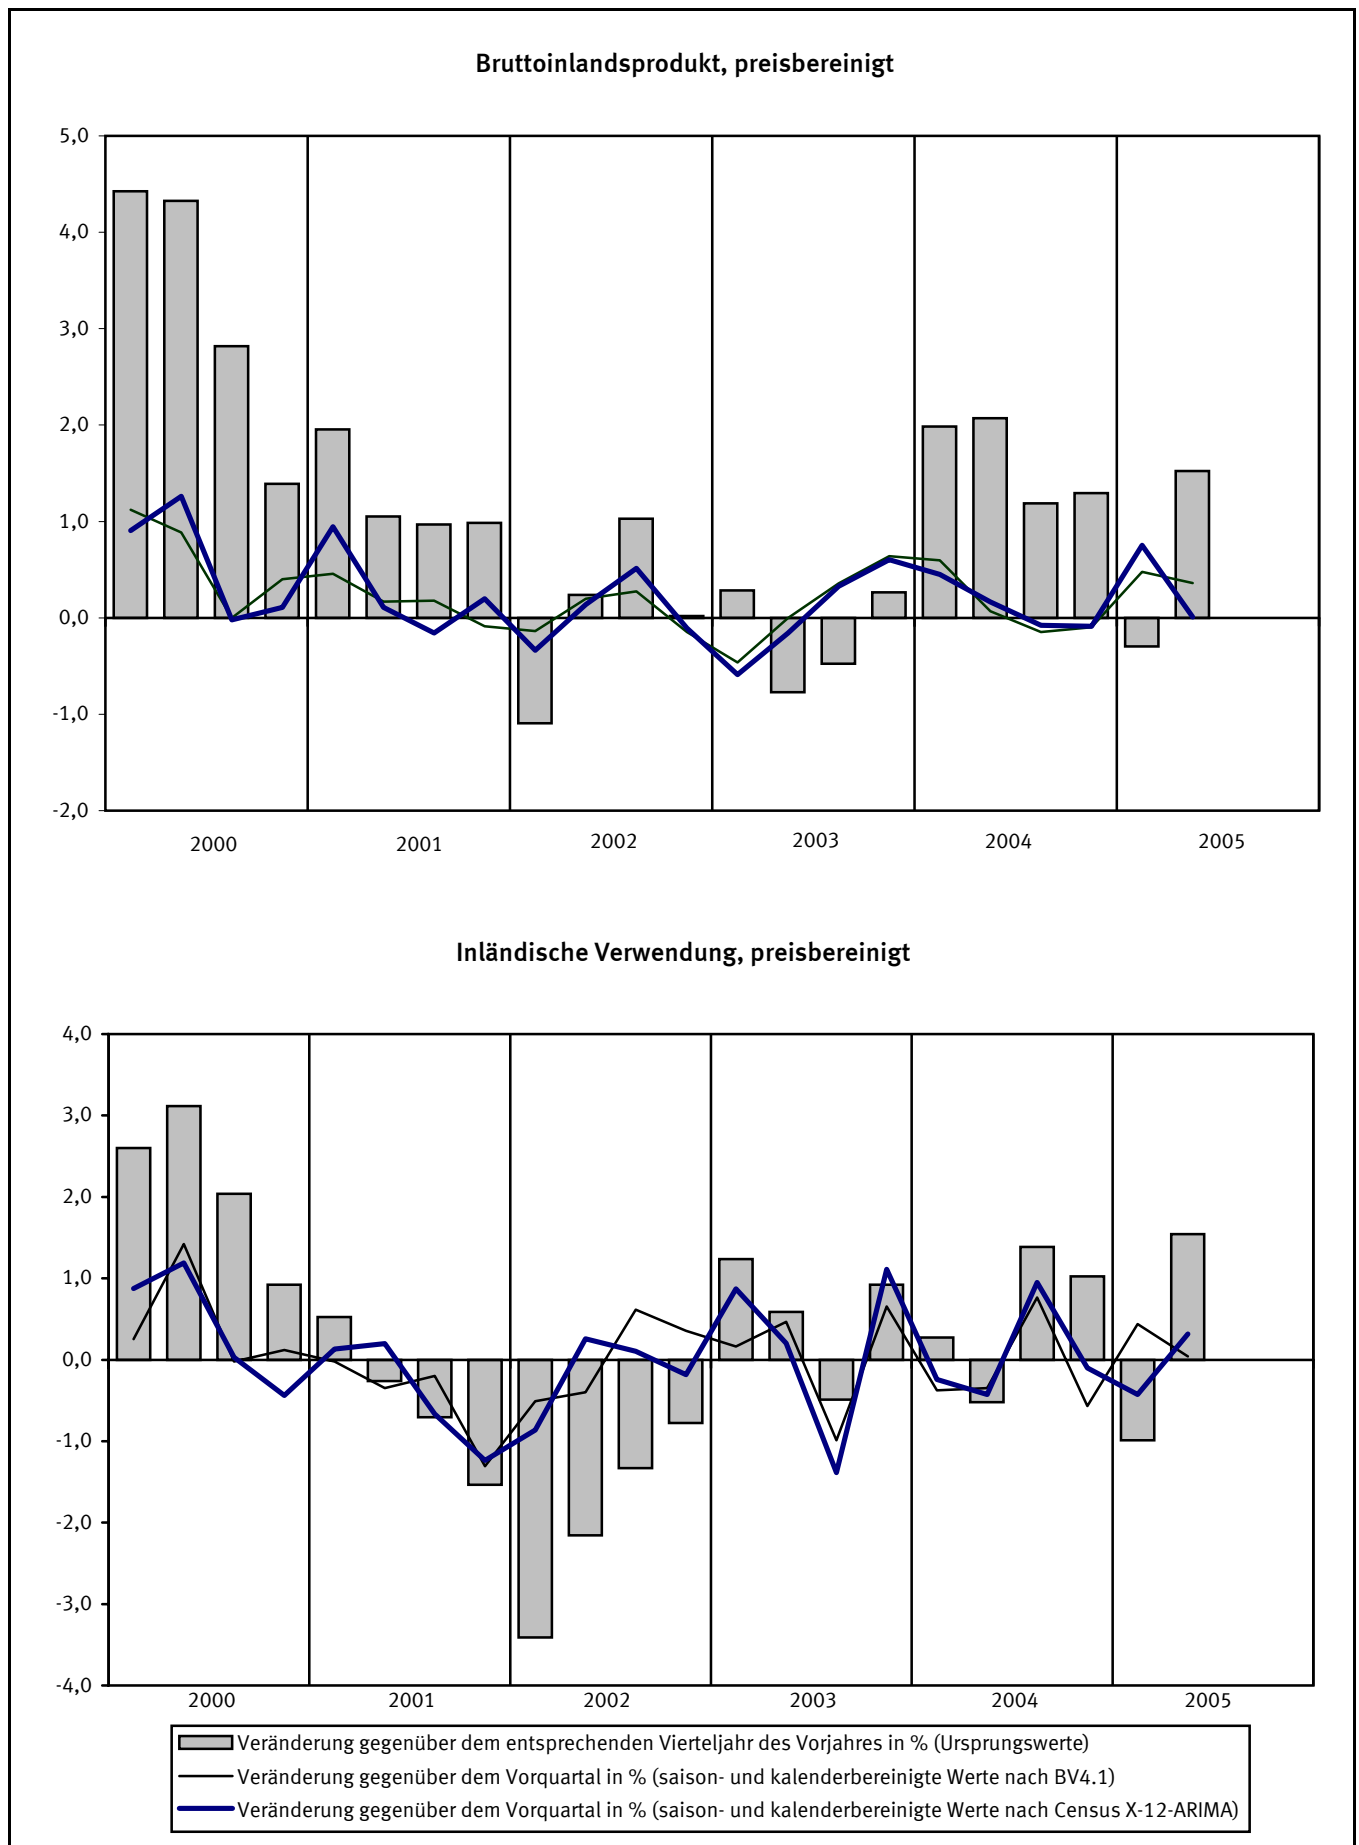 Bruttoinlandsprodukt, preisbereinigt
5,0
4,0
3,0
2,0
1,0
0,0
-1,0
-2,0
2000 2001 2002 2003 2004 2005
Inländische Verwendung, preisbereinigt
4,0
3,0
2,0
1,0
0,0
-1,0
-2,0
-3,0
-4,0
2000 2001 2002 2003 2004 2005
Veränderung gegenüber dem entsprechenden Vierteljahr des Vorjahres in % (Ursprungswerte)
Veränderung gegenüber dem Vorquartal in % (saison- und kalenderbereinigte Werte nach BV4.1)
Veränderung gegenüber dem Vorquartal in % (saison- und kalenderbereinigte Werte nach Census X-12-ARIMA)